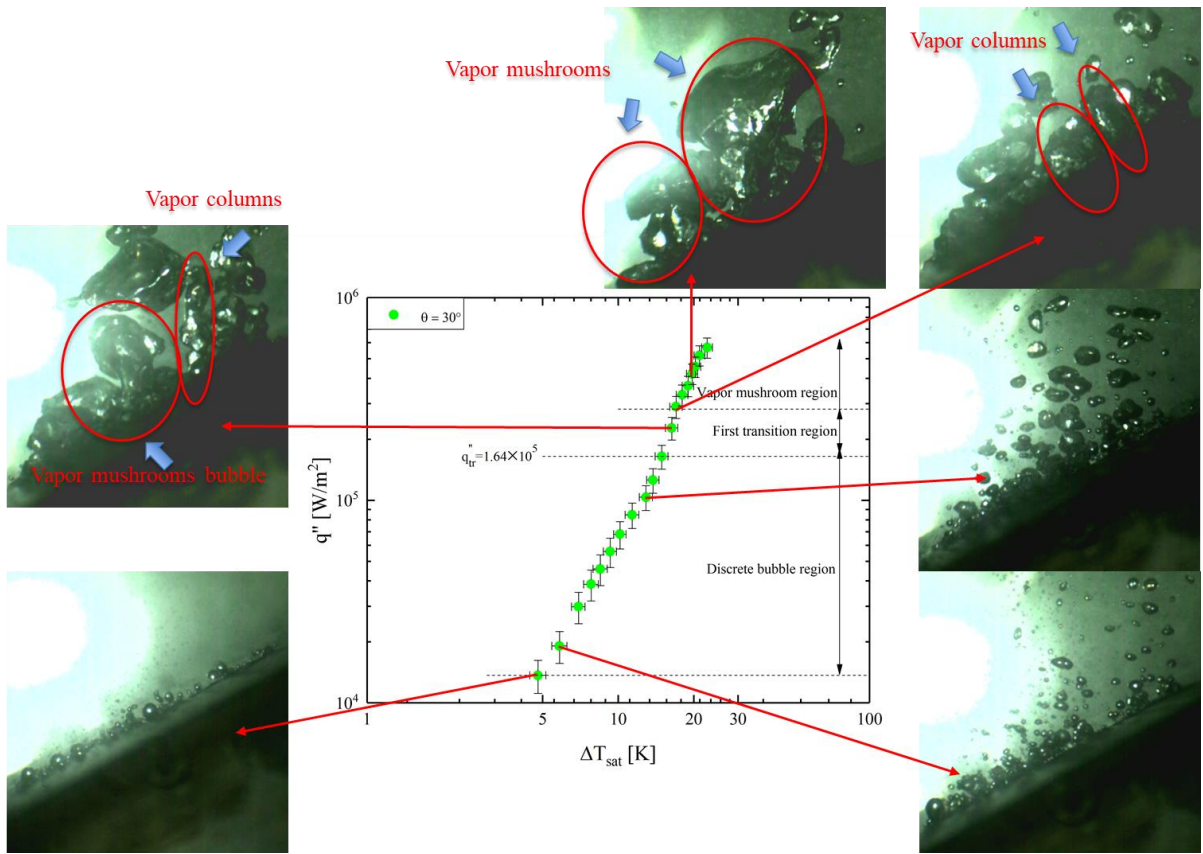 Vapor mushrooms
Vapor columns
Vapor columns
Vapor mushrooms bubble
θ = 30°
Vapor mushroom region
First transition region
q"tr=1.64×10^5
Discrete bubble region
10^6
10^5
10^4
q" [W/m^2]
1
5
10
20
30
100
ΔT_sat [K]